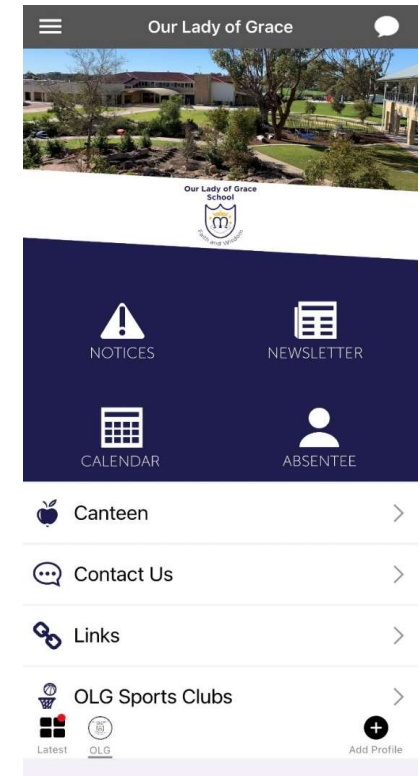 Our Lady of Grace
Our Lady of Grace
School
Faith and Wisdom
NOTICES
NEWSLETTER
CALENDAR
ABSENTEE
Canteen
Contact Us
Links
OLG Sports Clubs
Latest
OLG
Add Profile